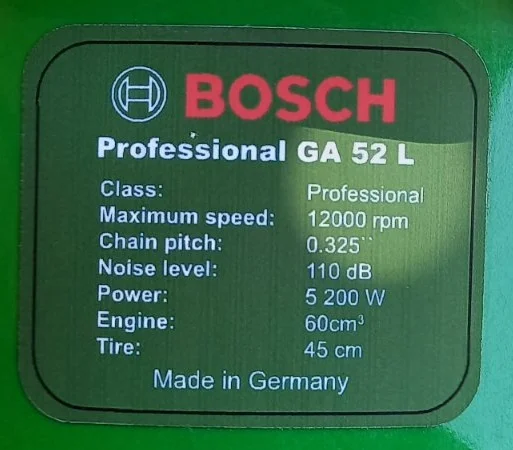 BOSCH
Professional GA 52 L
Class: Professional
Maximum speed: 12000 rpm
Chain pitch: 0.325``
Noise level: 110 dB
Power: 5 200 W
Engine: 60cm³
Tire: 45 cm
Made in Germany